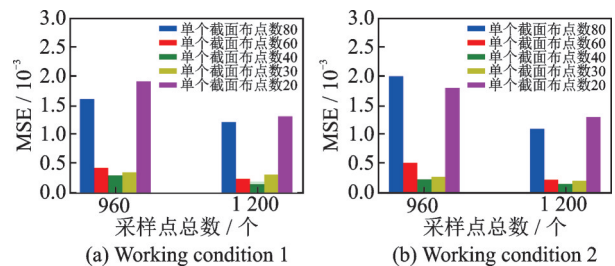 3.0
2.5
2.0
1.5
1.0
0.5
0.0
MSE / 10⁻³
单个截面布点数80
单个截面布点数60
单个截面布点数40
单个截面布点数30
单个截面布点数20
960 1 200
采样点总数 / 个
(a) Working condition 1
3.0
2.5
2.0
1.5
1.0
0.5
0.0
MSE / 10⁻³
单个截面布点数80
单个截面布点数60
单个截面布点数40
单个截面布点数30
单个截面布点数20
960 1 200
采样点总数 / 个
(b) Working condition 2